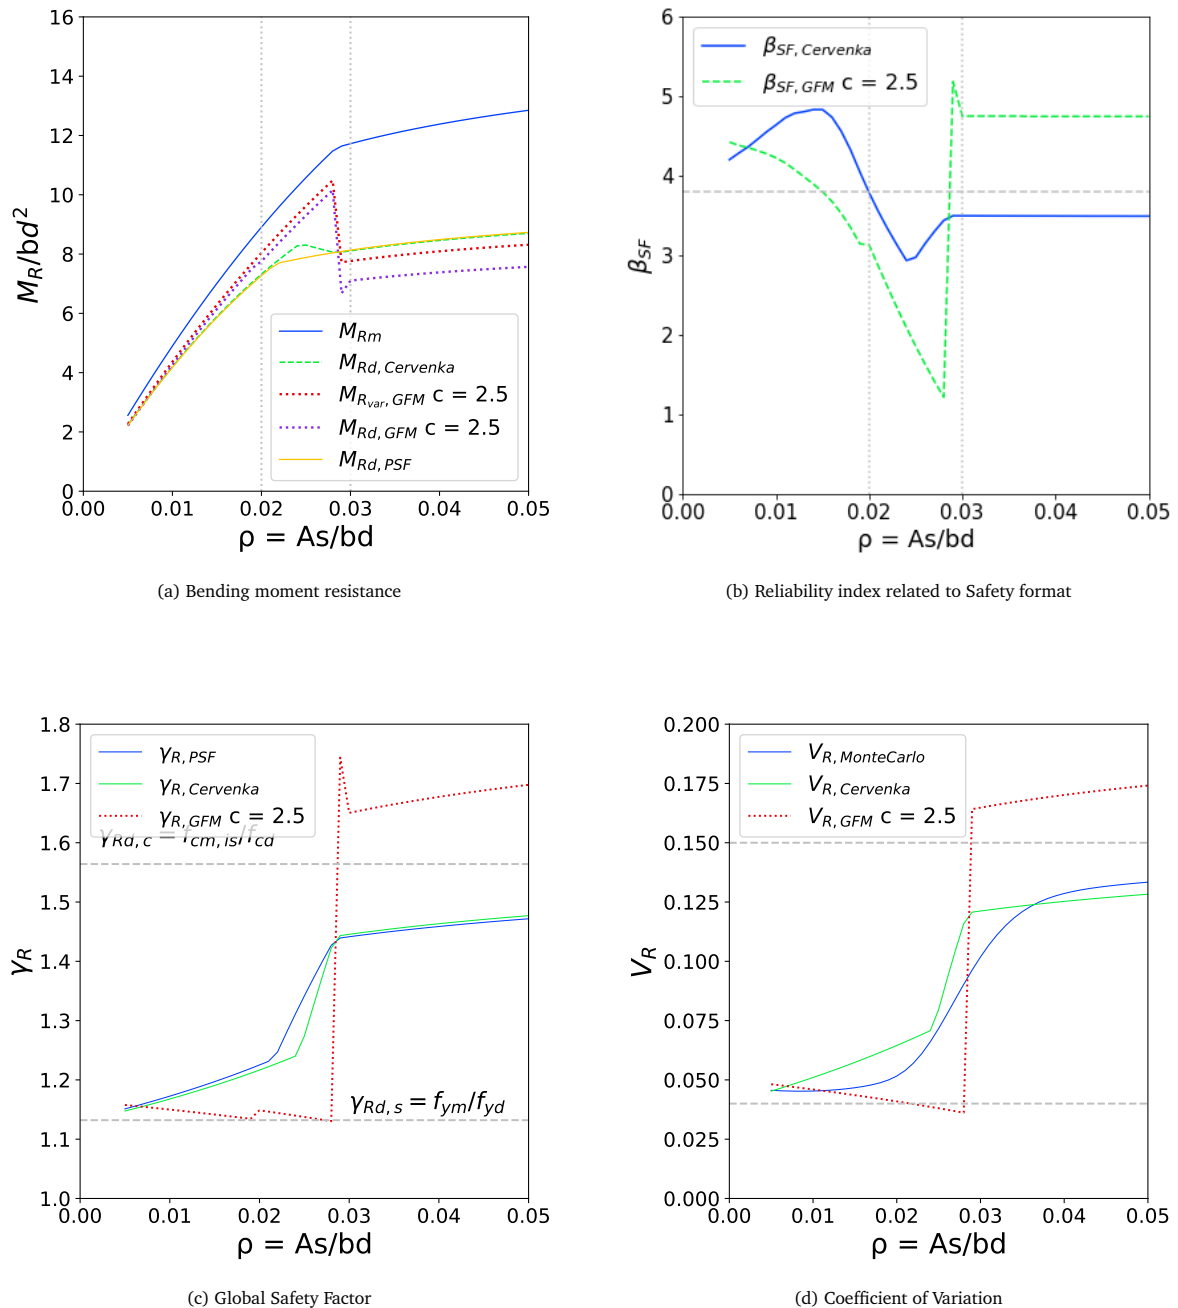 16
14
12
10
8
6
4
2
0
M_R/bd²
M_Rm
M_Rd,Cervenka
M_R_var,GFM c = 2.5
M_Rd,GFM c = 2.5
M_Rd,PSF
0.00 0.01 0.02 0.03 0.04 0.05
ρ = As/bd
(a) Bending moment resistance
6
5
4
3
2
1
0
β_SF
β_SF,Cervenka
β_SF,GFM c = 2.5
0.00 0.01 0.02 0.03 0.04 0.05
ρ = As/bd
(b) Reliability index related to Safety format
1.8
1.7
1.6
1.5
1.4
1.3
1.2
1.1
1.0
γ_R
γ_R,PSF
γ_R,Cervenka
γ_R,GFM c = 2.5
γ_Rd,c = f_cm,is/f_cd
γ_Rd,s = f_ym/f_yd
0.00 0.01 0.02 0.03 0.04 0.05
ρ = As/bd
(c) Global Safety Factor
0.200
0.175
0.150
0.125
0.100
0.075
0.050
0.025
0.000
V_R
V_R,MonteCarlo
V_R,Cervenka
V_R,GFM c = 2.5
0.00 0.01 0.02 0.03 0.04 0.05
ρ = As/bd
(d) Coefficient of Variation